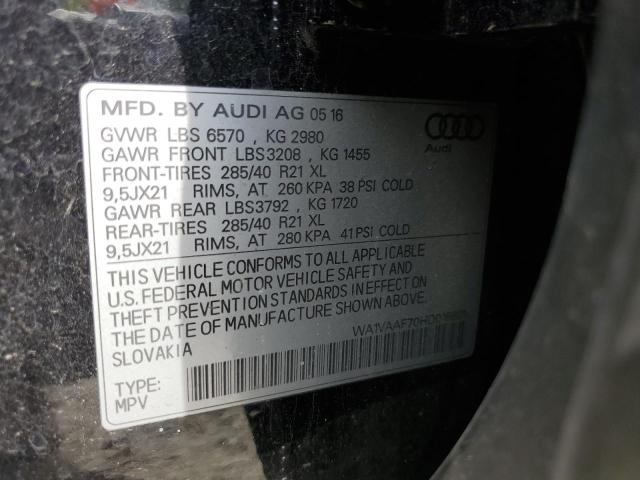 MFD. BY AUDI AG 05 16
GVWR LBS 6570 , KG 2980
GAWR FRONT LBS3208 , KG 1455
FRONT-TIRES 285/40 R21 XL
9,5JX21 RIMS, AT 260 KPA 38 PSI COLD
GAWR REAR LBS3792 , KG 1720
REAR-TIRES 285/40 R21 XL
9,5JX21 RIMS, AT 280 KPA 41 PSI COLD
Audi
THIS VEHICLE CONFORMS TO ALL APPLICABLE
U.S. FEDERAL MOTOR VEHICLE SAFETY AND
THEFT PREVENTION STANDARDS IN EFFECT ON
THE DATE OF MANUFACTURE SHOWN ABOVE.
SLOVAKIA
TYPE:
MPV